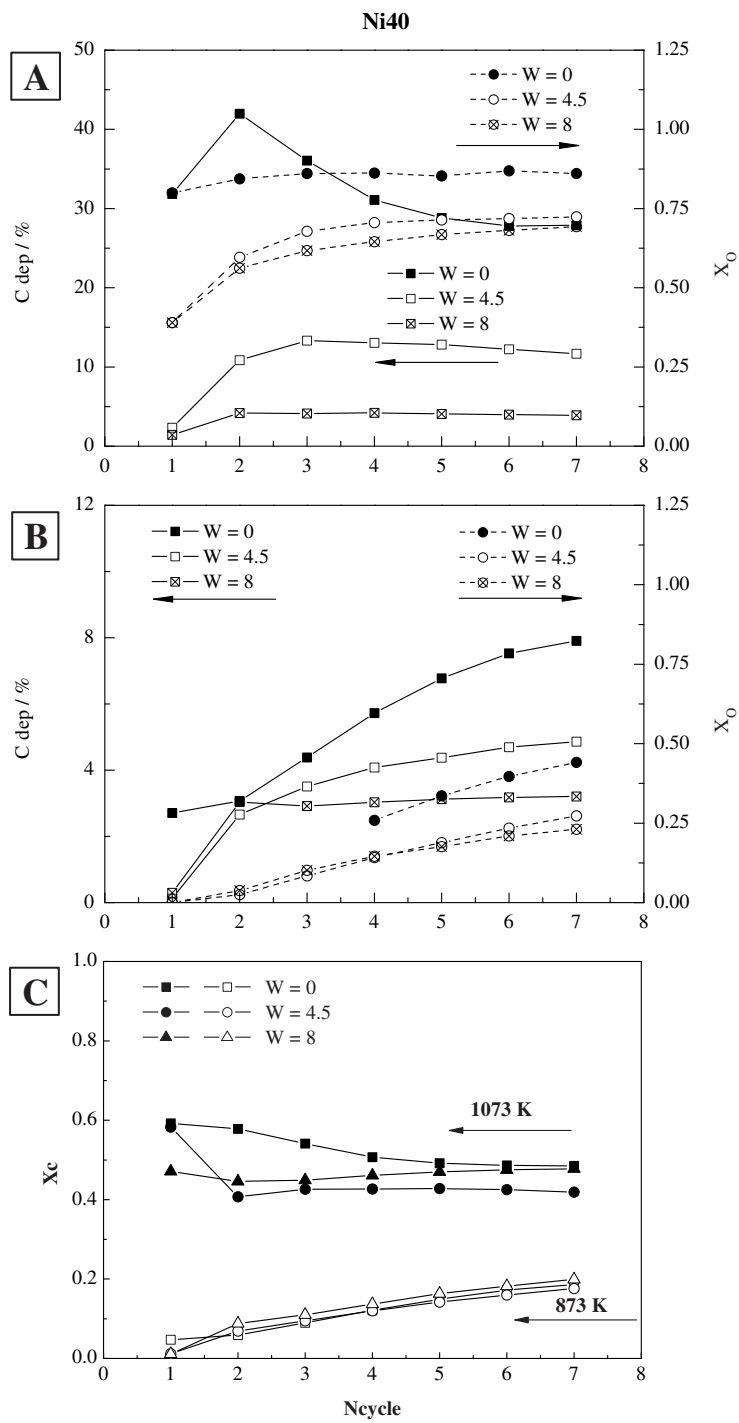 Ni40
A
50
40
30
20
10
0
C dep / %
1.25
1.00
0.75
0.50
0.25
0.00
X_O
W = 0
W = 4.5
W = 8
W = 0
W = 4.5
W = 8
0 1 2 3 4 5 6 7 8
B
12
8
4
0
C dep / %
1.25
1.00
0.75
0.50
0.25
0.00
X_O
W = 0
W = 4.5
W = 8
W = 0
W = 4.5
W = 8
0 1 2 3 4 5 6 7 8
C
1.0
0.8
0.6
0.4
0.2
0.0
Xc
W = 0
W = 4.5
W = 8
1073 K
873 K
0 1 2 3 4 5 6 7 8
Ncycle